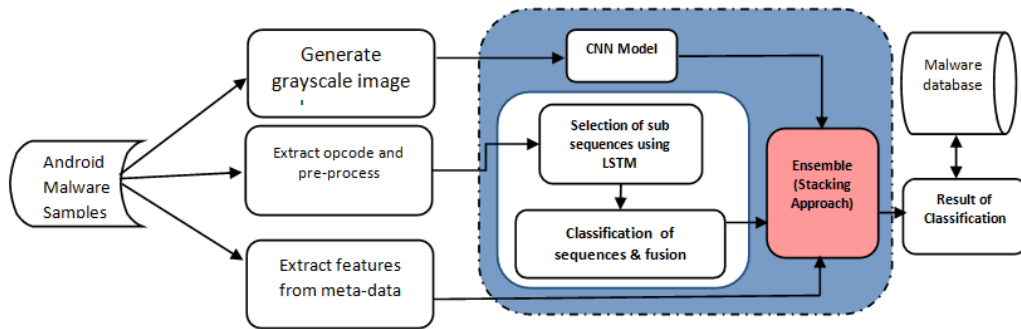 Android
Malware
Samples
Generate
grayscale image
Extract opcode and
pre-process
Extract features
from meta-data
CNN Model
Selection of sub
sequences using
LSTM
Classification of
sequences & fusion
Ensemble
(Stacking
Approach)
Malware
database
Result of
Classification